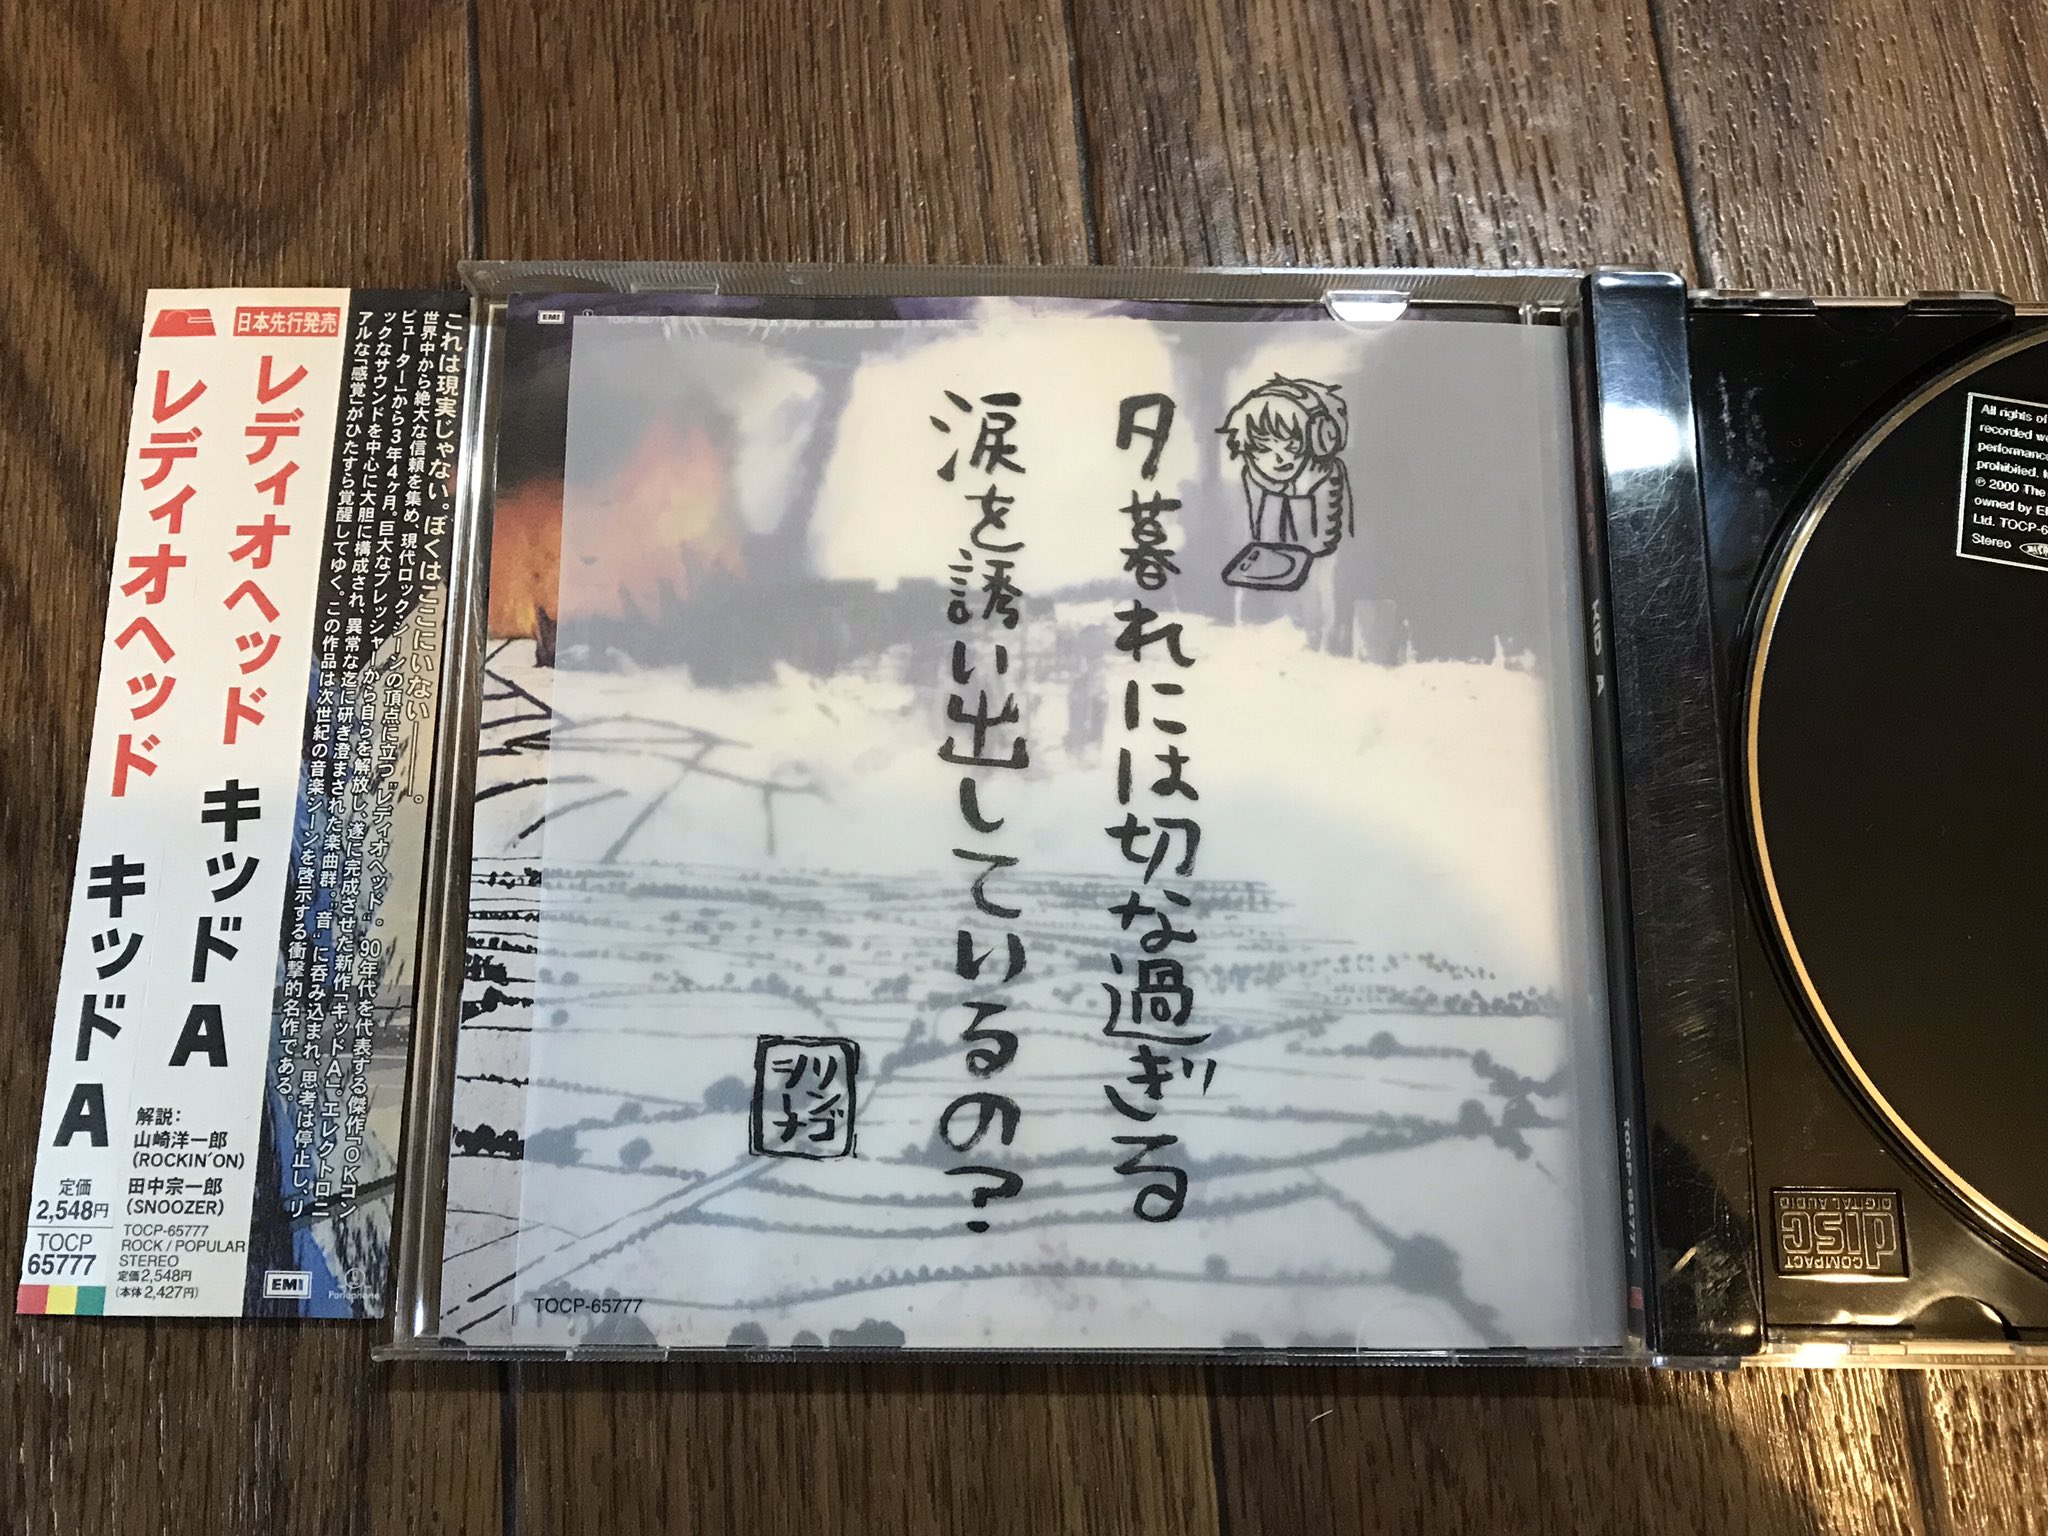 日本先行発売
レディオヘッド キッドA
レディオヘッド キッドA
これは現実じゃない。ぼくはここにいない――。
世界中から絶大な信頼を集め、現代ロック・シーンの頂点に立つ"レディオヘッド"。'90年代を代表する傑作「OKコン
ピューター」から3年4ヶ月。巨大なプレッシャーから自らを解放し、遂に完成させた新作「キッドA」。エレクトロニ
ックなサウンドを中心に大胆に構成され、異常な迄に研ぎ澄まされた楽曲群。"音"に呑み込まれ、思考は停止し、リ
アルな「感覚」がひたすら覚醒してゆく。この作品は次世紀の音楽シーンを啓示する衝撃的名作である。
解説:
山崎洋一郎
(ROCKIN'ON)
田中宗一郎
(SNOOZER)
TOCP-65777
ROCK / POPULAR
STEREO
定価2,548円
(本体2,427円)
定価
2,548円
TOCP
65777
EMI
Parlophone
EMI
夕暮れには切な過ぎる
涙を誘い出しているの?
リンゴ
シーナ
TOCP-65777
KID A
TOCP-65777
All rights of
recorded
performance
prohibited.
℗ 2000 The
owned by
Ltd. TOCP-6
Stereo
COMPACT
disc
DIGITAL AUDIO